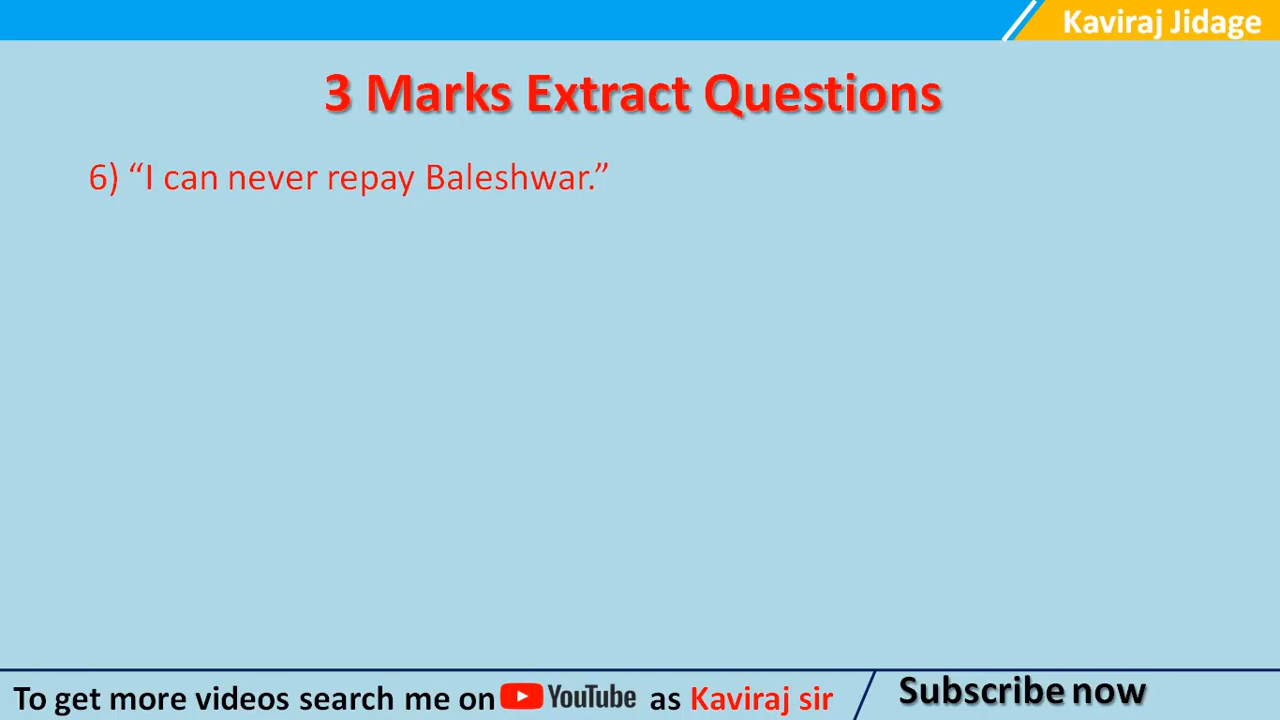 Kaviraj Jidage
3 Marks Extract Questions
6) “I can never repay Baleshwar.”
To get more videos search me on YouTube as Kaviraj sir
Subscribe now